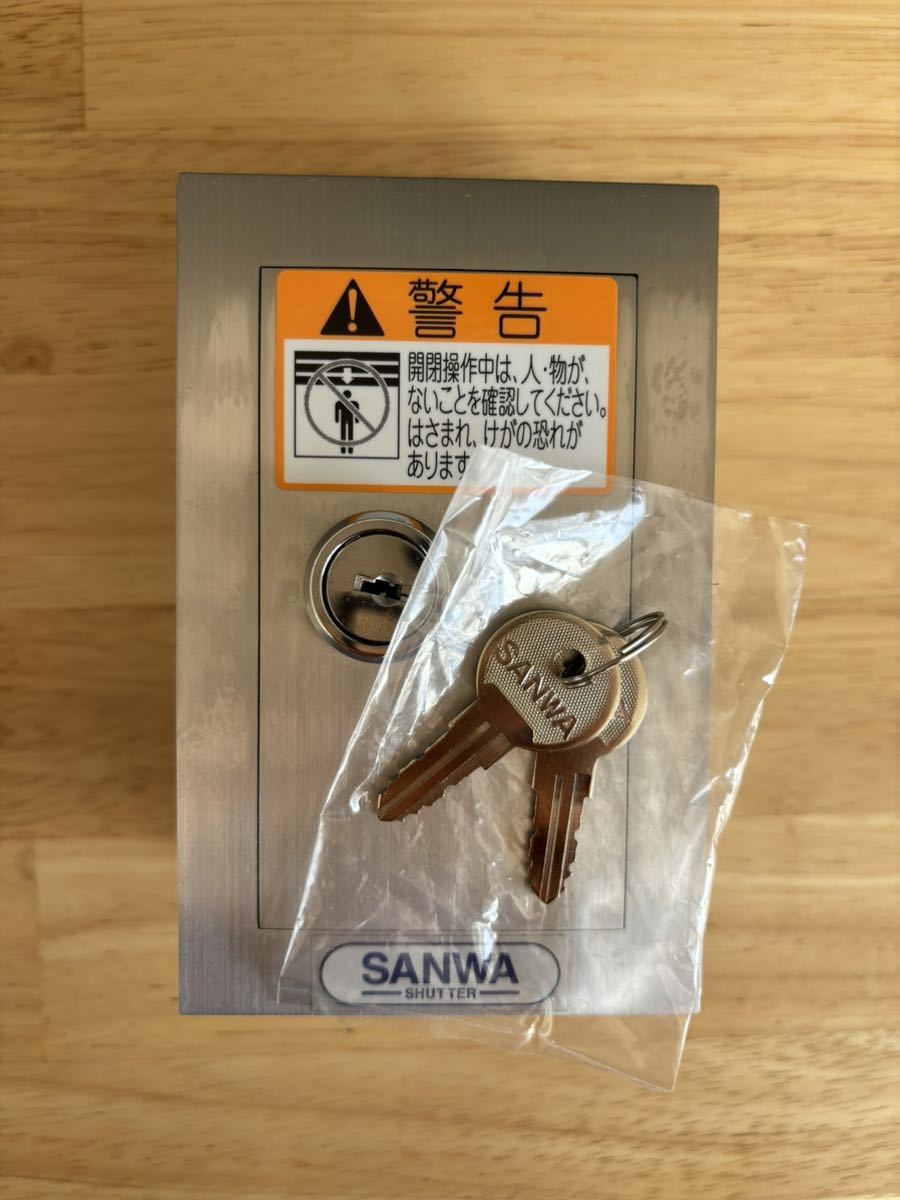 警告
開閉操作中は、人・物が、
ないことを確認してください。
はさまれ、けがの恐れが
あります
SANWA
SANWA
SHUTTER